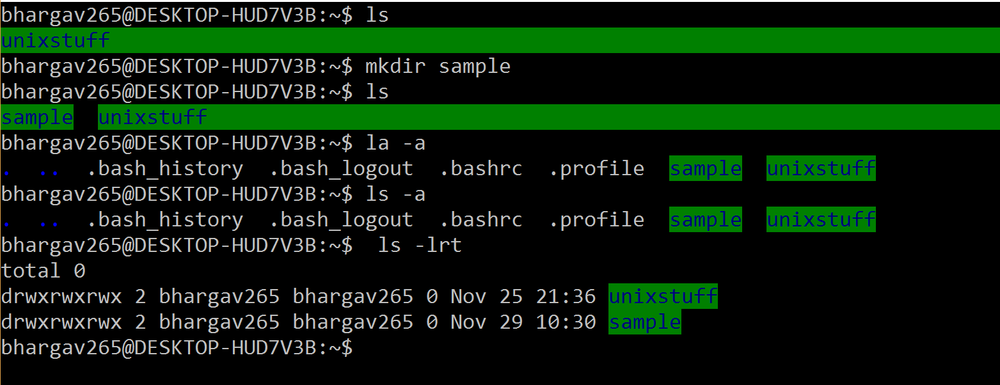 bhargav265@DESKTOP-HUD7V3B:~$ ls
unixstuff
bhargav265@DESKTOP-HUD7V3B:~$ mkdir sample
bhargav265@DESKTOP-HUD7V3B:~$ ls
sample  unixstuff
bhargav265@DESKTOP-HUD7V3B:~$ la -a
.  ..  .bash_history  .bash_logout  .bashrc  .profile  sample  unixstuff
bhargav265@DESKTOP-HUD7V3B:~$ ls -a
.  ..  .bash_history  .bash_logout  .bashrc  .profile  sample  unixstuff
bhargav265@DESKTOP-HUD7V3B:~$  ls -lrt
total 0
drwxrwxrwx 2 bhargav265 bhargav265 0 Nov 25 21:36 unixstuff
drwxrwxrwx 2 bhargav265 bhargav265 0 Nov 29 10:30 sample
bhargav265@DESKTOP-HUD7V3B:~$